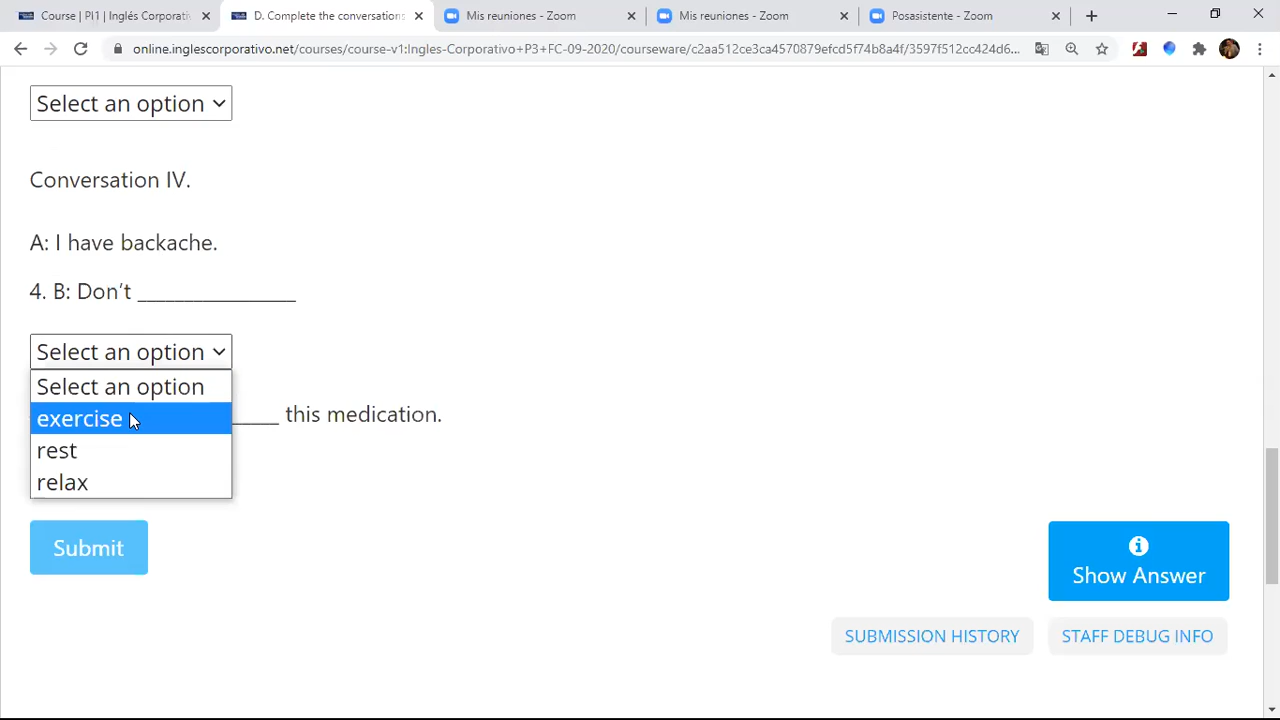 Course | PI1 | Inglés Corporati
D. Complete the conversations
Mis reuniones - Zoom
Mis reuniones - Zoom
Posasistente - Zoom
online.inglescorporativo.net/courses/course-v1:Ingles-Corporativo+P3+FC-09-2020/courseware/c2aa512ce3ca4570879efcd5f74b8a4f/3597f512cc424d6...
Select an option
Conversation IV.
A: I have backache.
4. B: Don't ________________
Select an option
Select an option
exercise
_____ this medication.
rest
relax
Submit
Show Answer
SUBMISSION HISTORY
STAFF DEBUG INFO